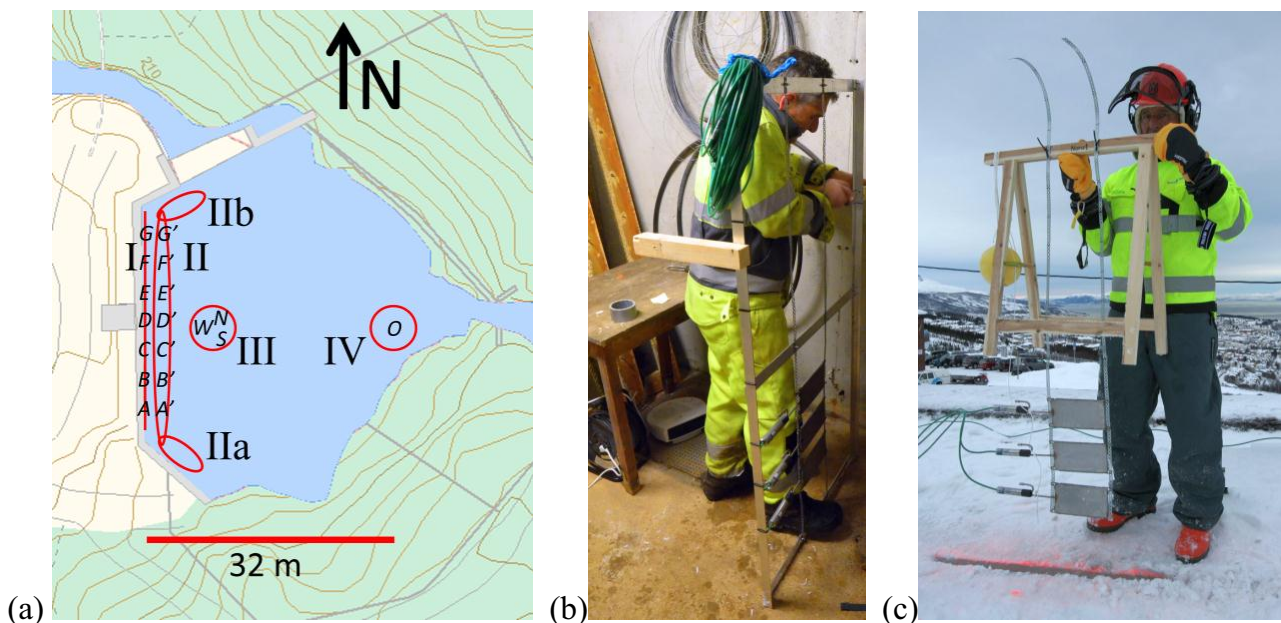 210
N
IIb
G G'
I F F' II
E E'
D D'
C C'
B B'
A A'
W N
S
III
IV
O
IIa
32 m
(a)
(b)
(c)